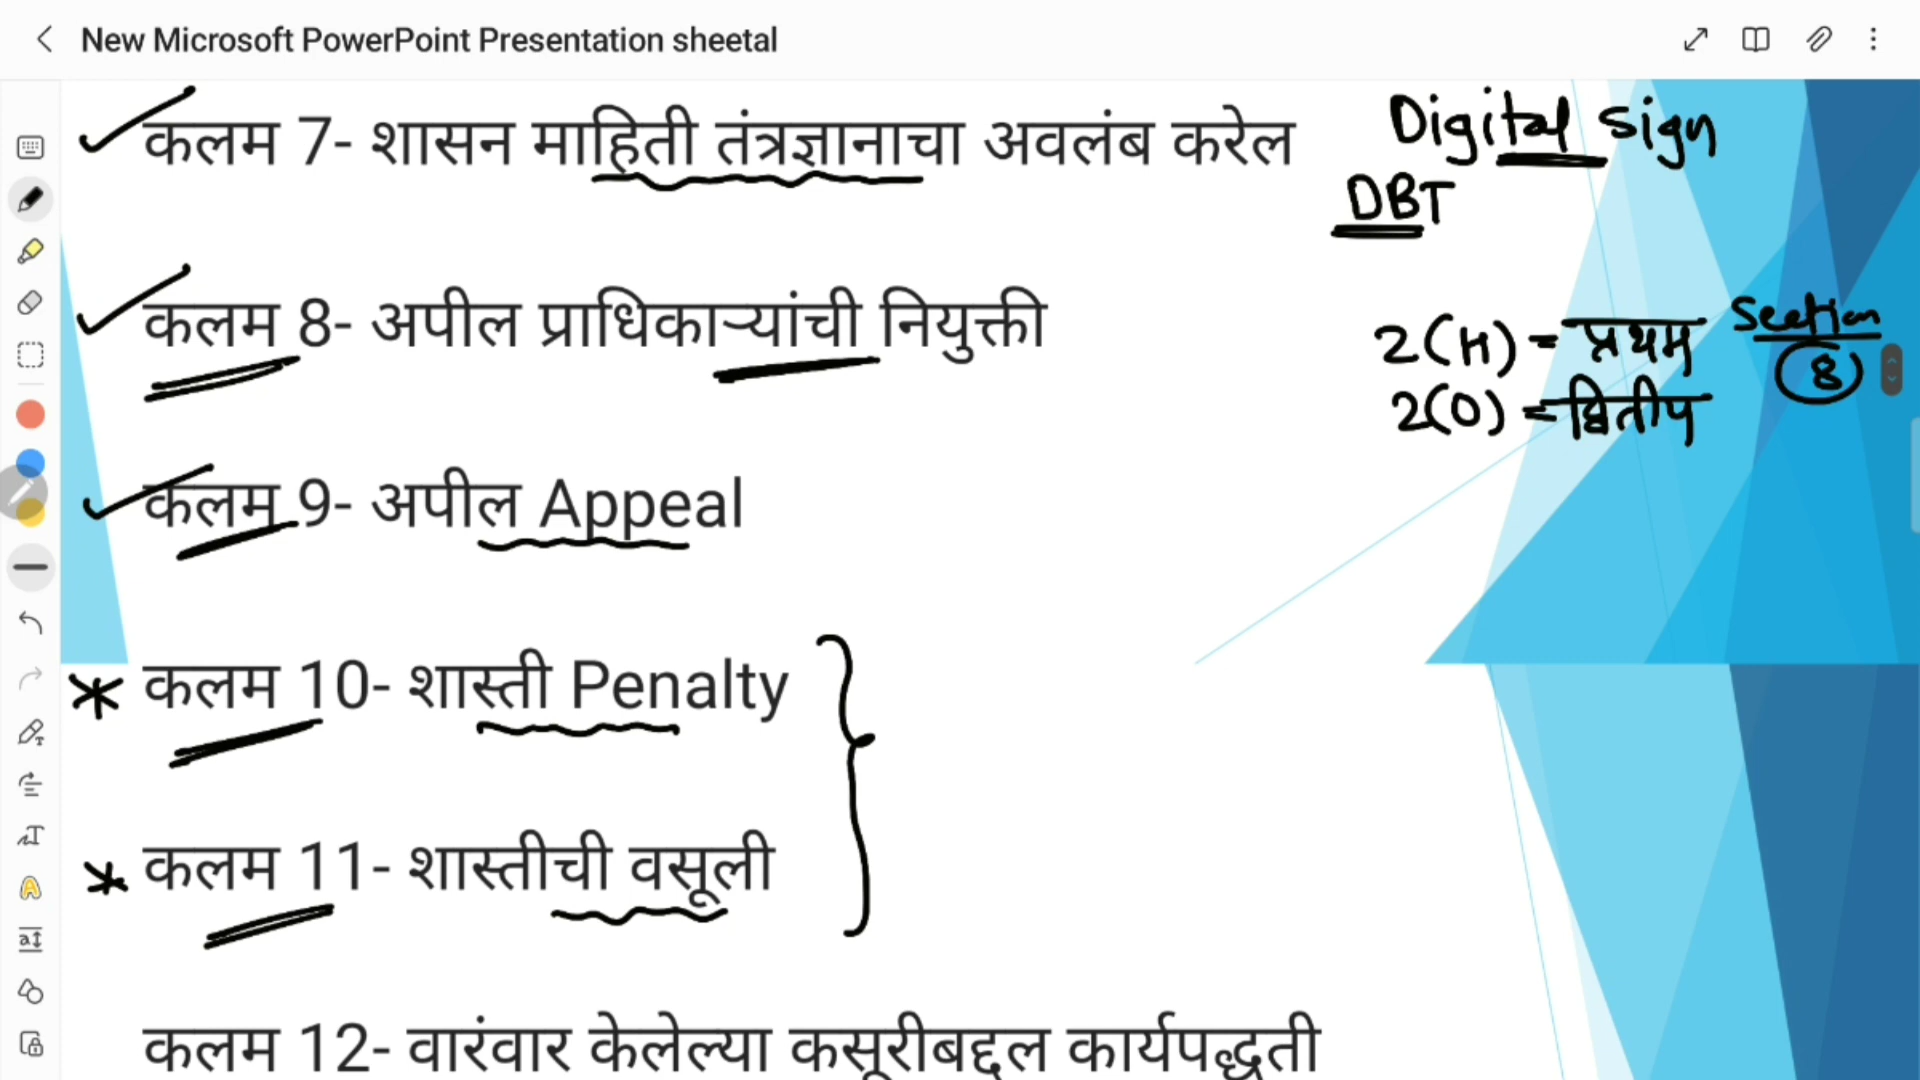 New Microsoft PowerPoint Presentation sheetal
कलम 7- शासन माहिती तंत्रज्ञानाचा अवलंब करेल
Digital sign
DBT
कलम 8- अपील प्राधिकाऱ्यांची नियुक्ती
2(H) = प्रथम
Section
8
2(O) = द्वितीय
कलम 9- अपील Appeal
कलम 10- शास्ती Penalty
कलम 11- शास्तीची वसूली
कलम 12- वारंवार केलेल्या कसूरीबद्दल कार्यपद्धती